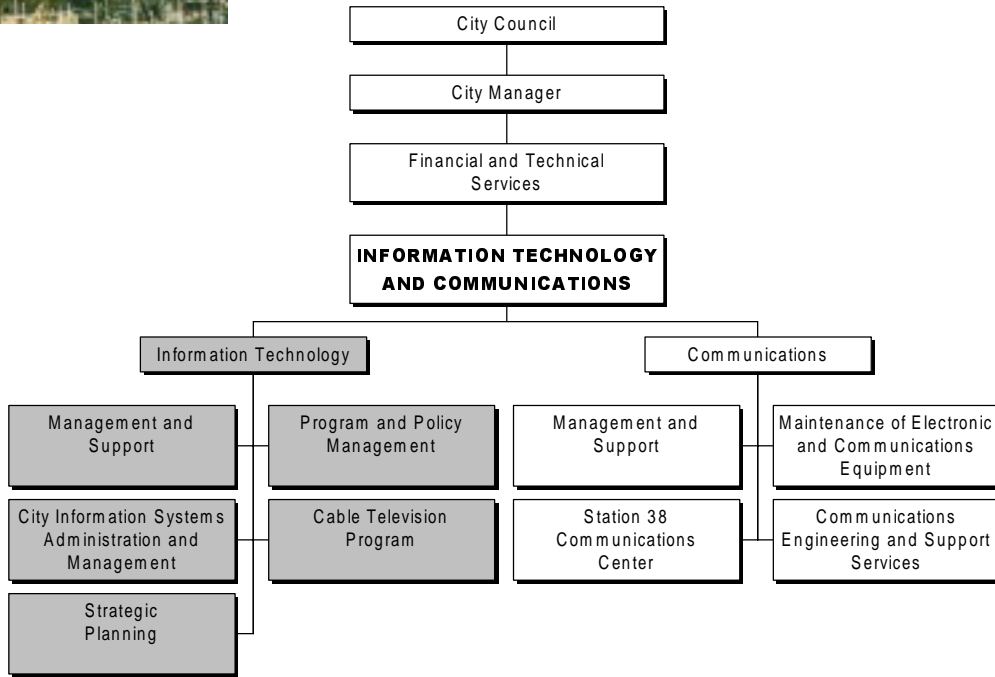 City Council
City Manager
Financial and Technical
Services
INFORMATION TECHNOLOGY
AND COMMUNICATIONS
Information Technology
Communications
Management and
Support
Program and Policy
Management
Management and
Support
Maintenance of Electronic
and Communications
Equipment
City Information Systems
Administration and
Management
Cable Television
Program
Station 38
Communications
Center
Communications
Engineering and Support
Services
Strategic
Planning